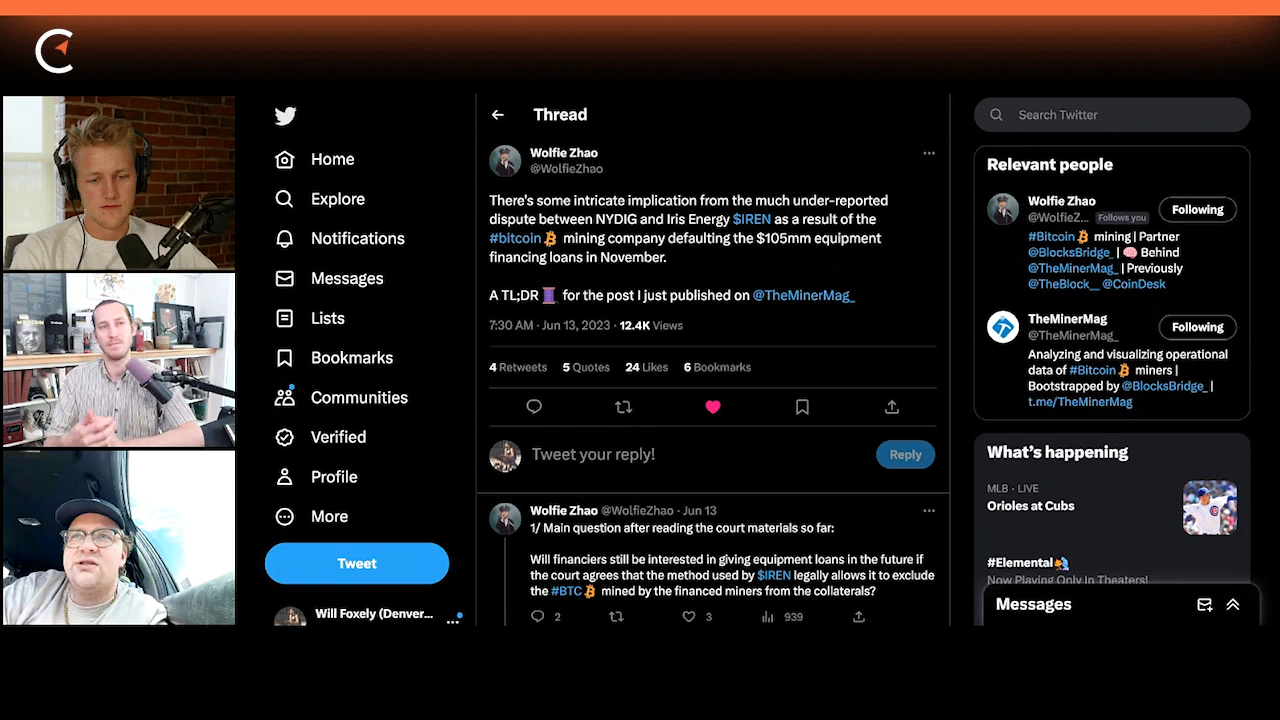 Home
Explore
Notifications
Messages
Lists
Bookmarks
Communities
Verified
Profile
More
Tweet
Will Foxely (Denver...
Thread
Wolfie Zhao
@WolfieZhao
There's some intricate implication from the much under-reported
dispute between NYDIG and Iris Energy $IREN as a result of the
#bitcoin mining company defaulting the $105mm equipment
financing loans in November.
A TL;DR 🧵 for the post I just published on @TheMinerMag_
7:30 AM · Jun 13, 2023 · 12.4K Views
4 Retweets 5 Quotes 24 Likes 6 Bookmarks
Tweet your reply!
Reply
Wolfie Zhao @WolfieZhao · Jun 13
1/ Main question after reading the court materials so far:
Will financiers still be interested in giving equipment loans in the future if
the court agrees that the method used by $IREN legally allows it to exclude
the #BTC mined by the financed miners from the collaterals?
2 3 939
Search Twitter
Relevant people
Wolfie Zhao
@WolfieZ... Follows you
Following
#Bitcoin mining | Partner
@BlocksBridge_ | 🧠 Behind
@TheMinerMag_ | Previously
@TheBlock__ @CoinDesk
TheMinerMag
@TheMinerMag_
Following
Analyzing and visualizing operational
data of #Bitcoin miners |
Bootstrapped by @BlocksBridge_ |
t.me/TheMinerMag
What's happening
MLB · LIVE
Orioles at Cubs
#Elemental
Now Playing Only In Theaters!
Messages